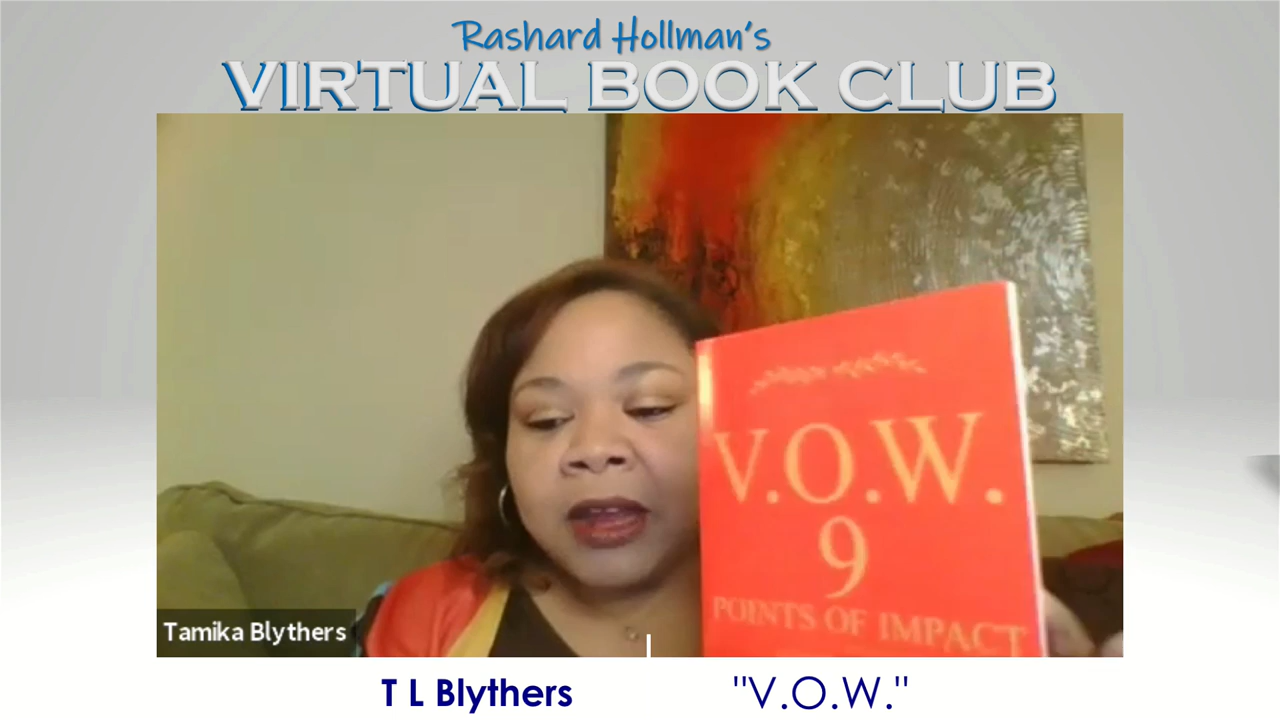 Rashard Hollman's
VIRTUAL BOOK CLUB
V.O.W.
9
POINTS OF IMPACT
Tamika Blythers
T L Blythers
"V.O.W."